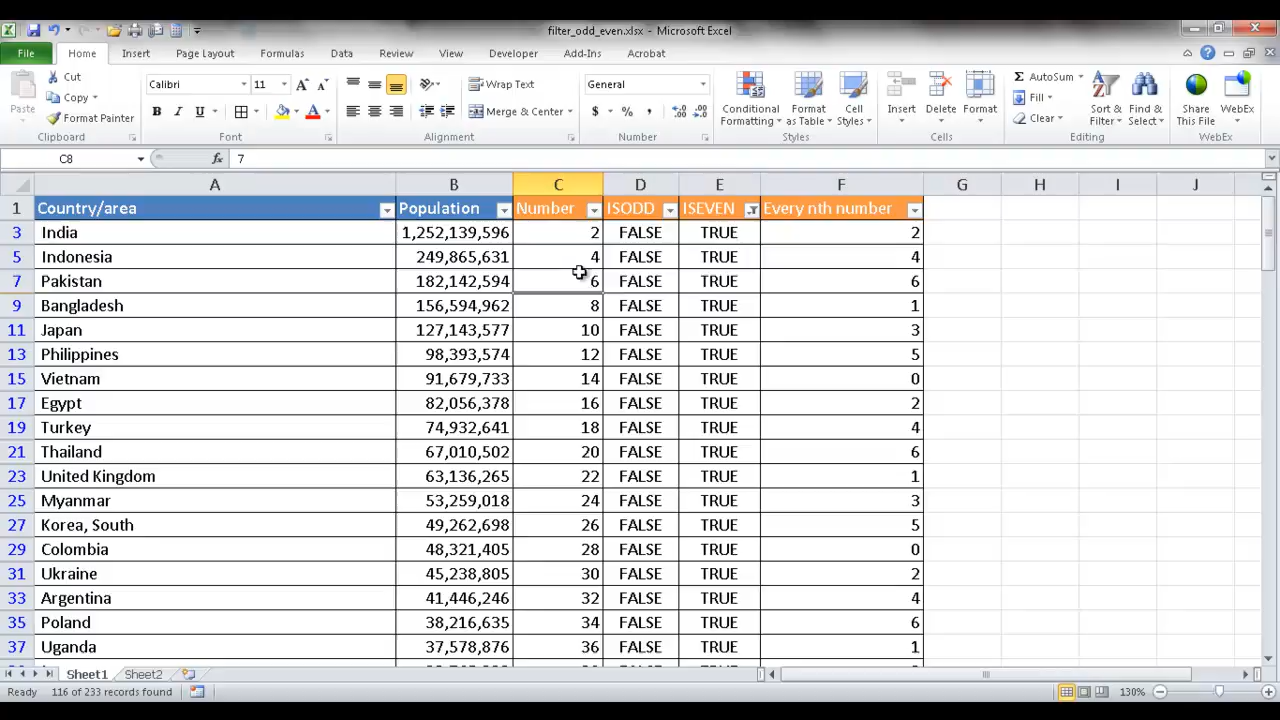 filter_odd_even.xlsx - Microsoft Excel
File Home Insert Page Layout Formulas Data Review View Developer Add-Ins Acrobat
Paste
Cut
Copy
Format Painter
Clipboard
Calibri 11
B I U
Font
Wrap Text
Merge & Center
Alignment
General
$ % ,
Number
Conditional Formatting
Format as Table
Cell Styles
Styles
Insert
Delete
Format
Cells
AutoSum
Fill
Clear
Sort & Filter
Find & Select
Editing
Share This File
WebEx
WebEx
C8 fx 7
A B C D E F G H I J
1 Country/area Population Number ISODD ISEVEN Every nth number
3 India 1,252,139,596 2 FALSE TRUE 2
5 Indonesia 249,865,631 4 FALSE TRUE 4
7 Pakistan 182,142,594 6 FALSE TRUE 6
9 Bangladesh 156,594,962 8 FALSE TRUE 1
11 Japan 127,143,577 10 FALSE TRUE 3
13 Philippines 98,393,574 12 FALSE TRUE 5
15 Vietnam 91,679,733 14 FALSE TRUE 0
17 Egypt 82,056,378 16 FALSE TRUE 2
19 Turkey 74,932,641 18 FALSE TRUE 4
21 Thailand 67,010,502 20 FALSE TRUE 6
23 United Kingdom 63,136,265 22 FALSE TRUE 1
25 Myanmar 53,259,018 24 FALSE TRUE 3
27 Korea, South 49,262,698 26 FALSE TRUE 5
29 Colombia 48,321,405 28 FALSE TRUE 0
31 Ukraine 45,238,805 30 FALSE TRUE 2
33 Argentina 41,446,246 32 FALSE TRUE 4
35 Poland 38,216,635 34 FALSE TRUE 6
37 Uganda 37,578,876 36 FALSE TRUE 1
Sheet1 Sheet2
Ready 116 of 233 records found 130%